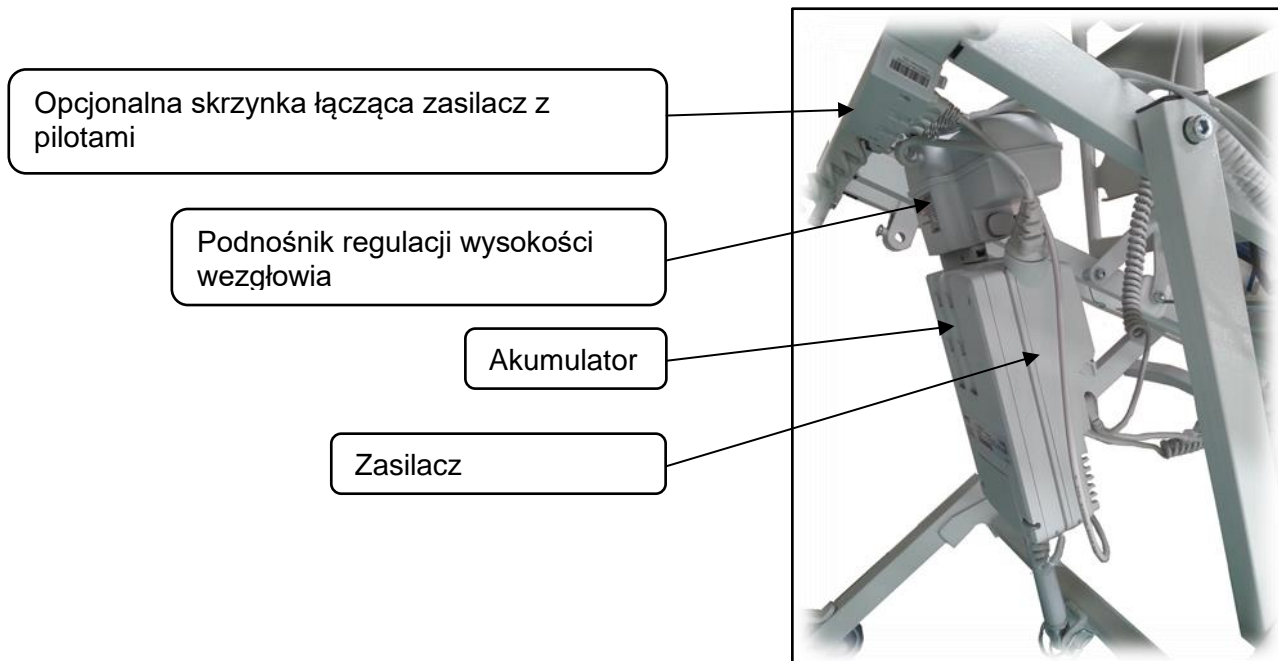 Opcjonalna skrzynka łącząca zasilacz z
pilotami
Podnośnik regulacji wysokości
wezgłowia
Akumulator
Zasilacz